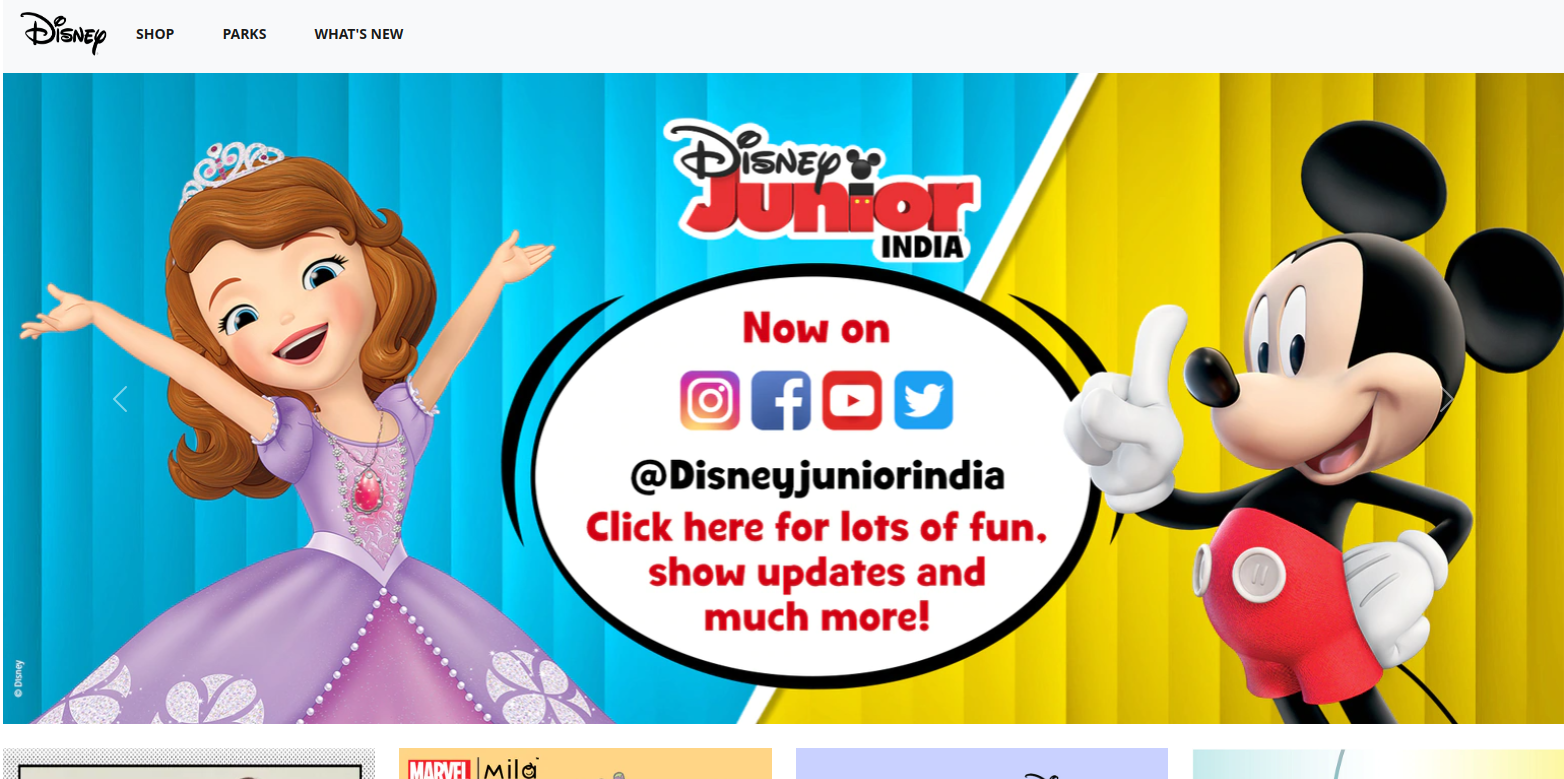 Disney SHOP PARKS WHAT'S NEW
Disney
Junior
INDIA
Now on
@Disneyjuniorindia
Click here for lots of fun,
show updates and
much more!
© Disney
MARVEL | Mila